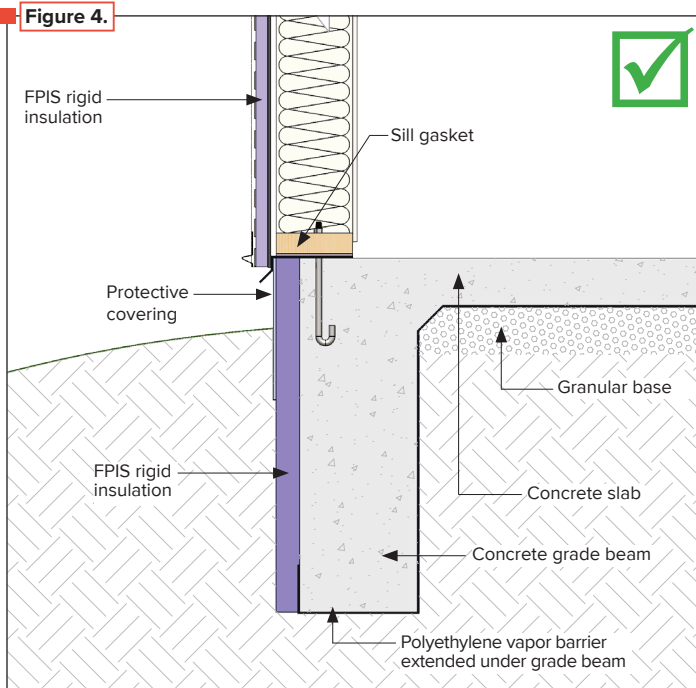 Figure 4.
FPIS rigid
insulation
Sill gasket
Protective
covering
Granular base
FPIS rigid
insulation
Concrete slab
Concrete grade beam
Polyethylene vapor barrier
extended under grade beam